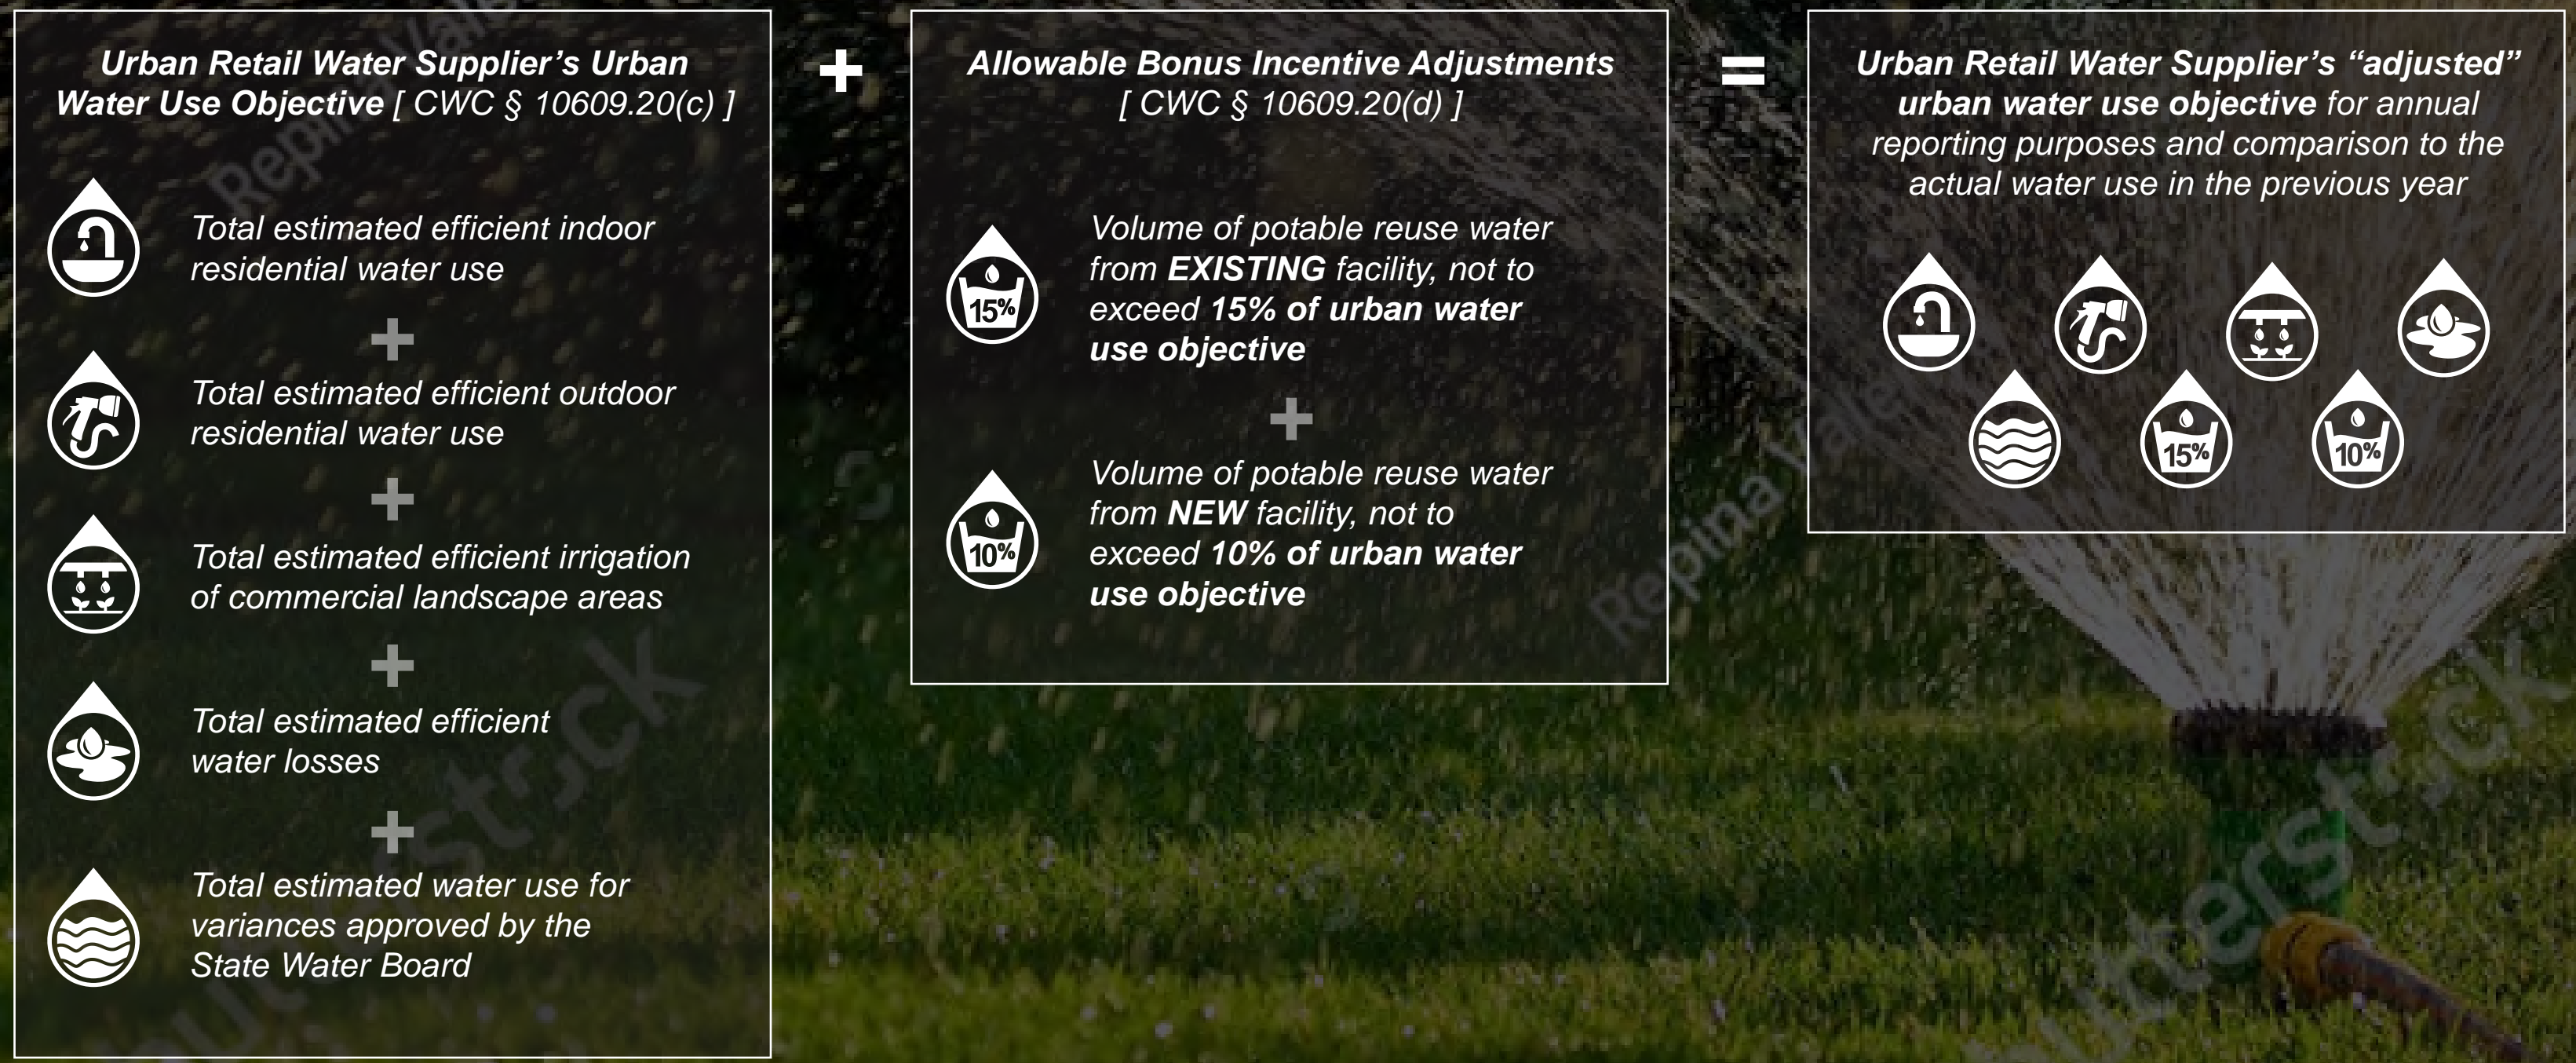 Urban Retail Water Supplier's Urban
Water Use Objective [ CWC § 10609.20(c) ]
Total estimated efficient indoor
residential water use
+
Total estimated efficient outdoor
residential water use
+
Total estimated efficient irrigation
of commercial landscape areas
+
Total estimated efficient
water losses
+
Total estimated water use for
variances approved by the
State Water Board
+
Allowable Bonus Incentive Adjustments
[ CWC § 10609.20(d) ]
15%
Volume of potable reuse water
from EXISTING facility, not to
exceed 15% of urban water
use objective
+
10%
Volume of potable reuse water
from NEW facility, not to
exceed 10% of urban water
use objective
=
Urban Retail Water Supplier's “adjusted”
urban water use objective for annual
reporting purposes and comparison to the
actual water use in the previous year
15%
10%